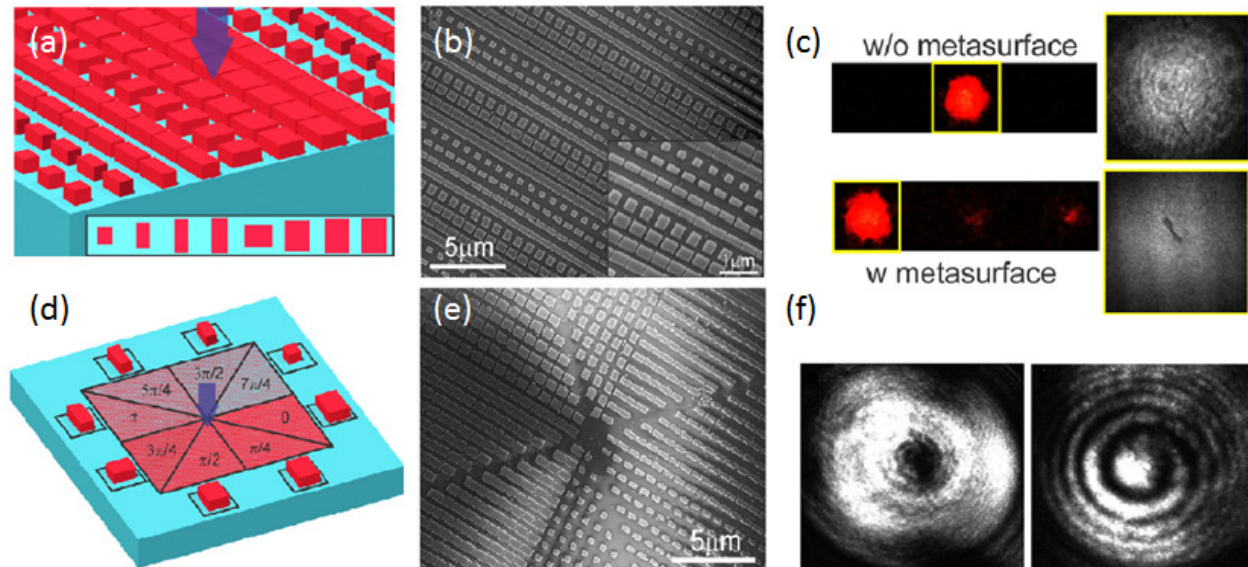 (a)
(b)
5μm
1μm
(c)
w/o metasurface
w metasurface
(d)
5π/4
3π/2
7π/4
π
0
3π/4
π/2
π/4
(e)
5μm
(f)